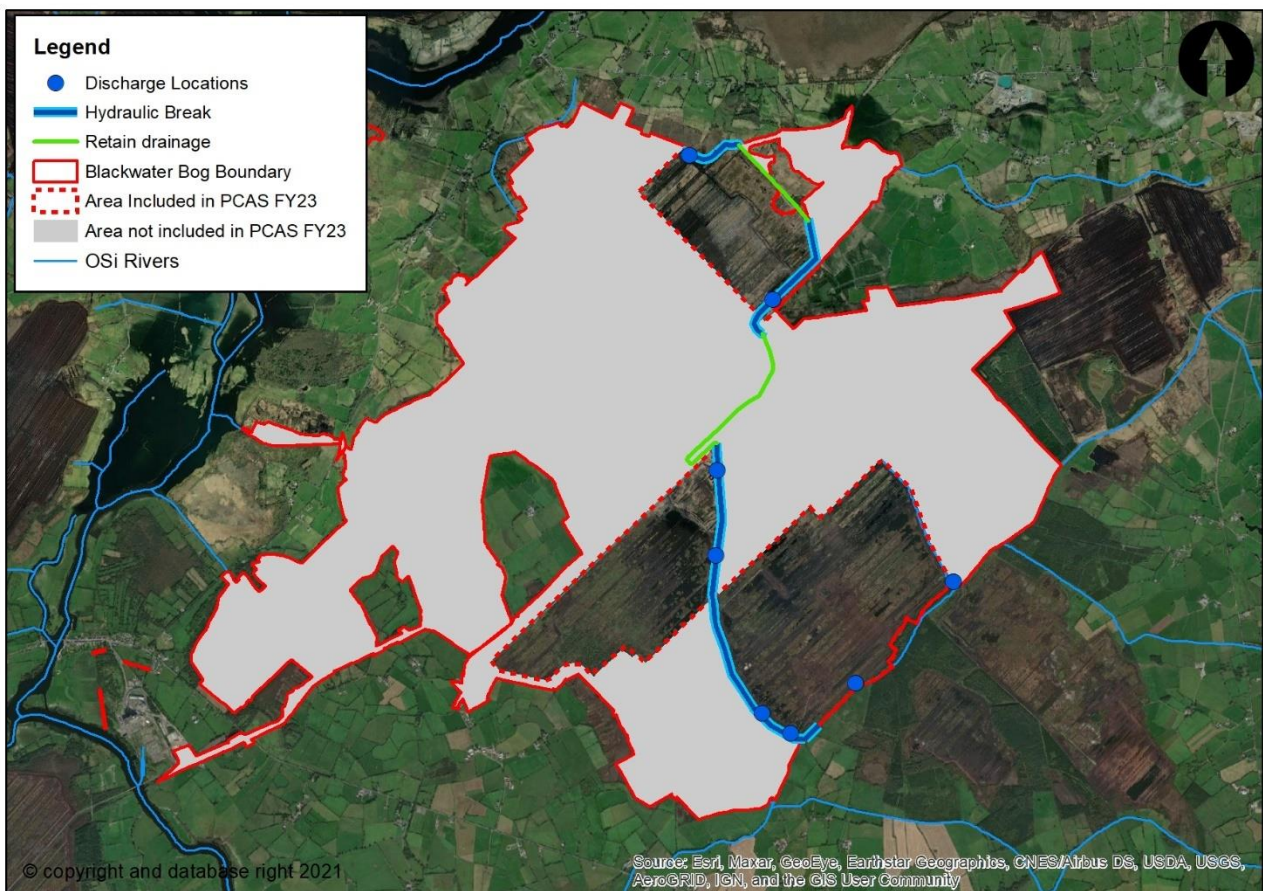 Legend
Discharge Locations
Hydraulic Break
Retain drainage
Blackwater Bog Boundary
Area Included in PCAS FY23
Area not included in PCAS FY23
OSi Rivers
© copyright and database right 2021
Source: Esri, Maxar, GeoEye, Earthstar Geographics, CNES/Airbus DS, USDA, USGS,
AeroGRID, IGN, and the GIS User Community